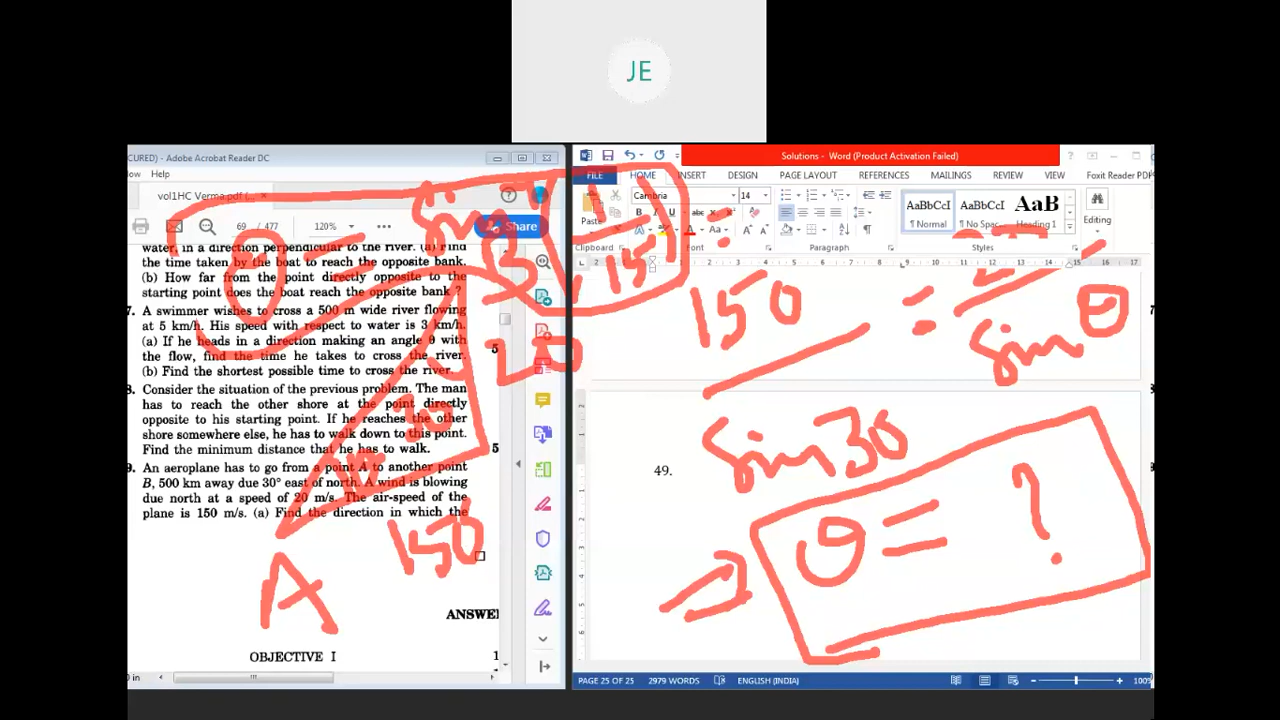 JE
CURED) - Adobe Acrobat Reader DC
Help
vol1HC Verma.pdf (
69 / 477
120%
Share
water, in a direction perpendicular to the river. (a) Find
the time taken by the boat to reach the opposite bank.
(b) How far from the point directly opposite to the
starting point does the boat reach the opposite bank ?
7. A swimmer wishes to cross a 500 m wide river flowing
at 5 km/h. His speed with respect to water is 3 km/h.
(a) If he heads in a direction making an angle θ with
the flow, find the time he takes to cross the river.
(b) Find the shortest possible time to cross the river.
8. Consider the situation of the previous problem. The man
has to reach the other shore at the point directly
opposite to his starting point. If he reaches the other
shore somewhere else, he has to walk down to this point.
Find the minimum distance that he has to walk.
9. An aeroplane has to go from a point A to another point
B, 500 km away due 30° east of north. A wind is blowing
due north at a speed of 20 m/s. The air-speed of the
plane is 150 m/s. (a) Find the direction in which the
5
5
ANSWE
OBJECTIVE I
1
0 in
θ = sin
15
B
20
150
A
Solutions - Word (Product Activation Failed)
FILE
HOME
INSERT
DESIGN
PAGE LAYOUT
REFERENCES
MAILINGS
REVIEW
VIEW
Foxit Reader PDF
Cambria
14
Paste
B
Clipboard
Paragraph
AaBbCcI
AaBbCcI
AaB
¶ Normal
¶ No Spac...
Heading 1
Styles
Editing
150 =
sin θ
sin 30
49.
θ = ?
PAGE 25 OF 25
2979 WORDS
ENGLISH (INDIA)
100%